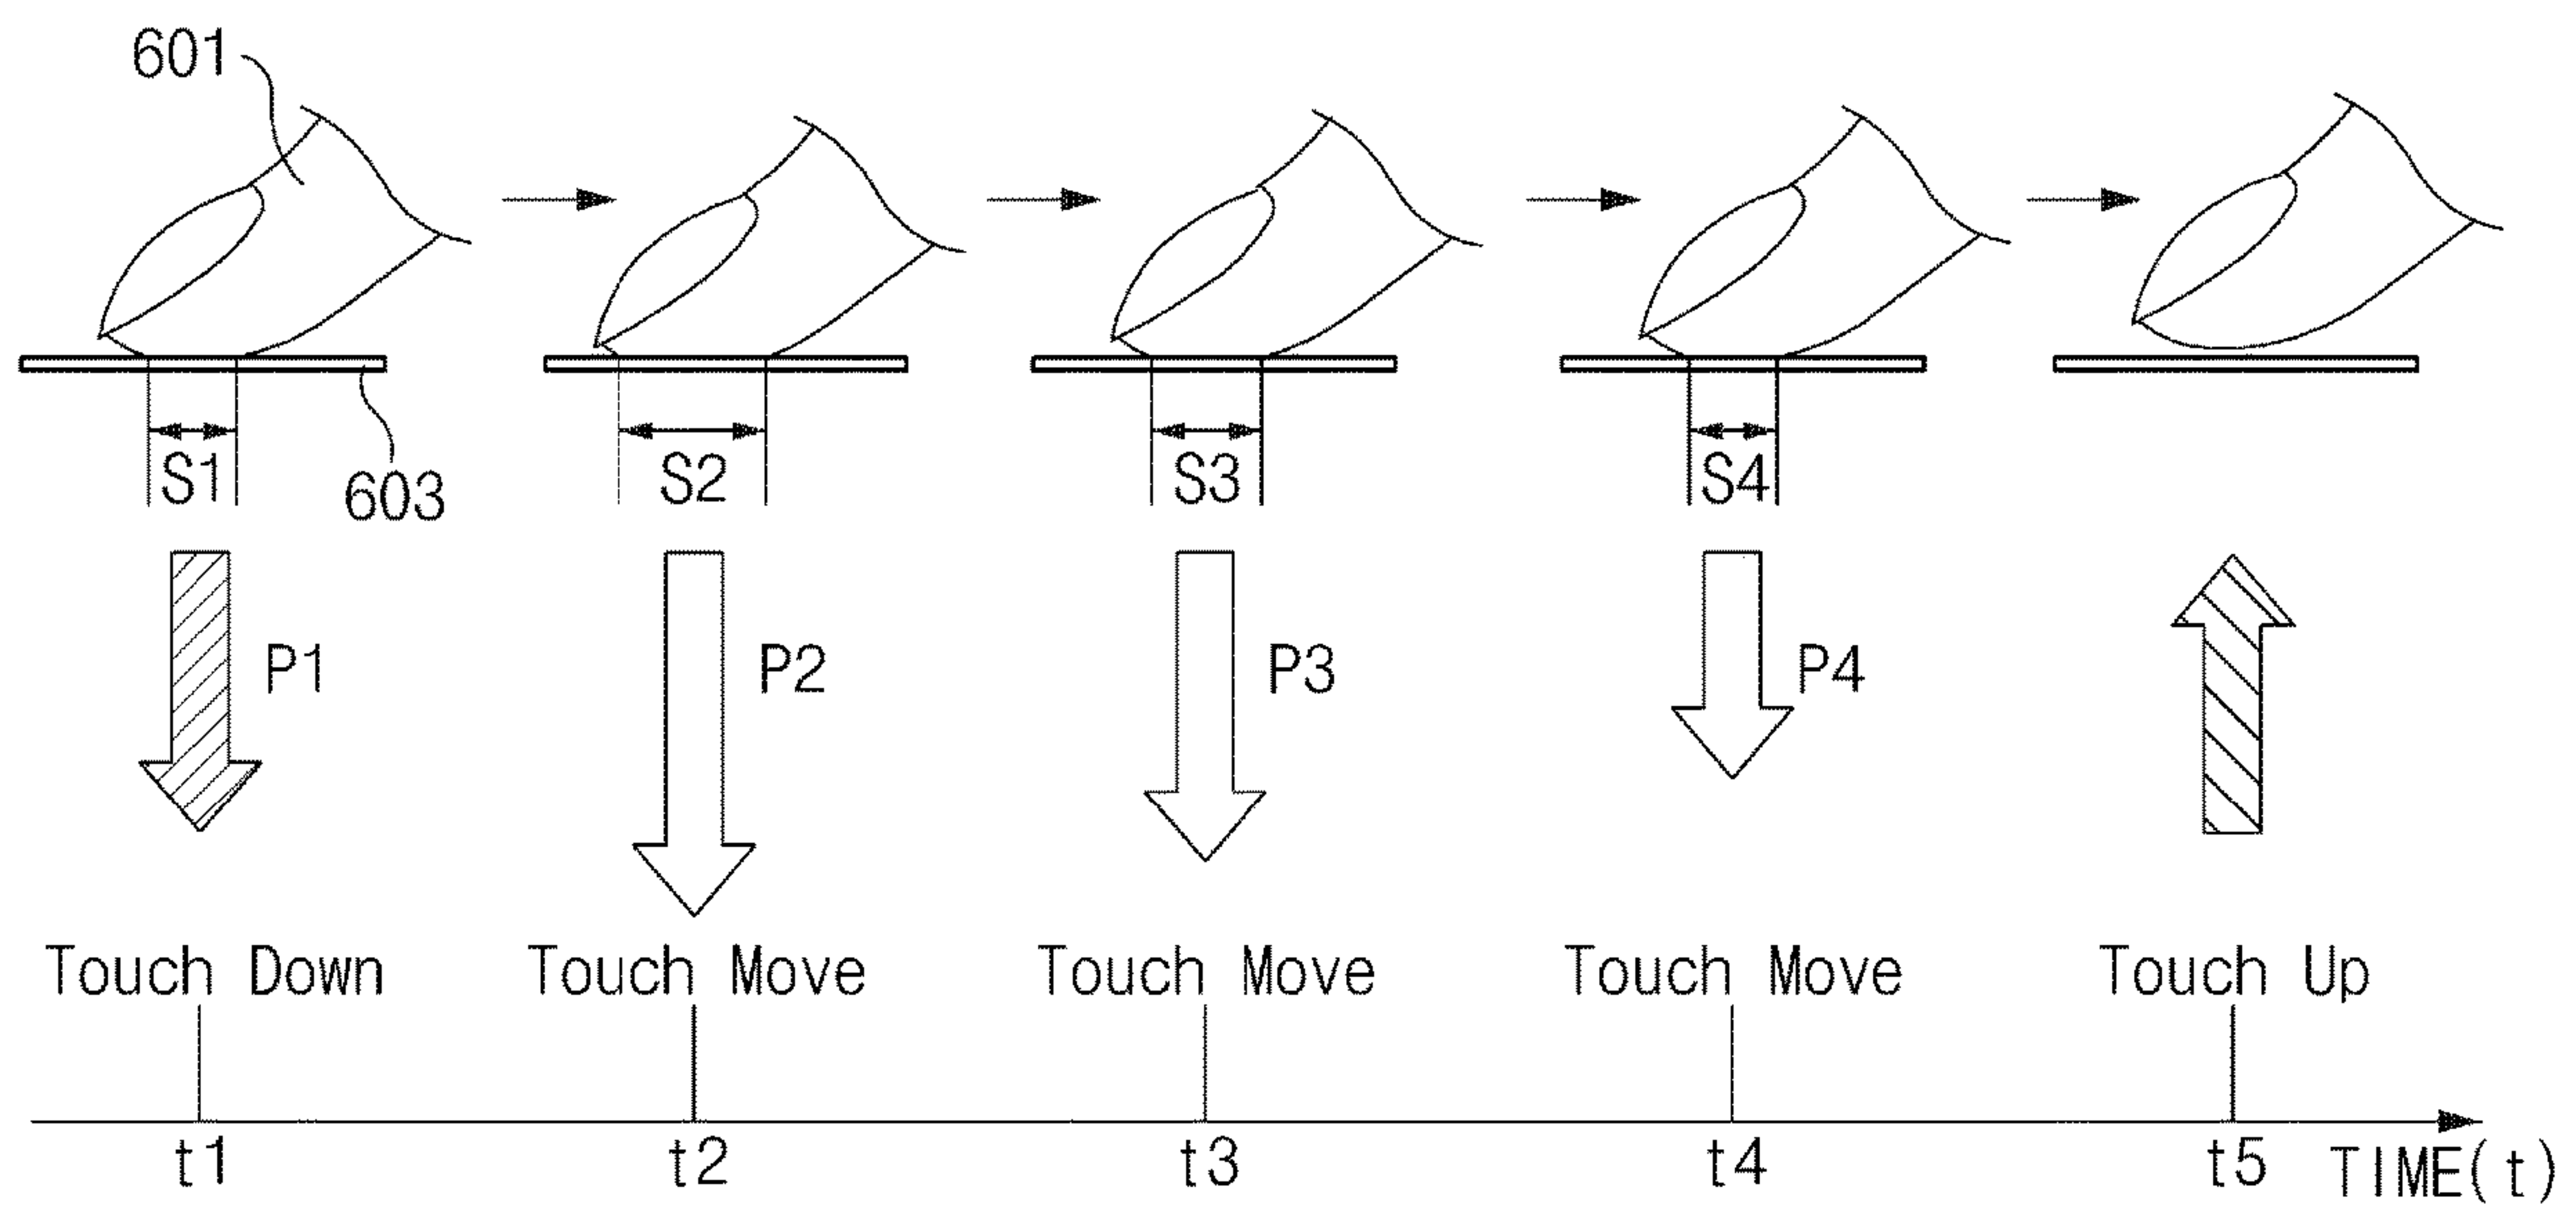 601
S1 S2 S3 S4
603
P1 P2 P3 P4
Touch Down Touch Move Touch Move Touch Move Touch Up
t1 t2 t3 t4 t5 TIME(t)